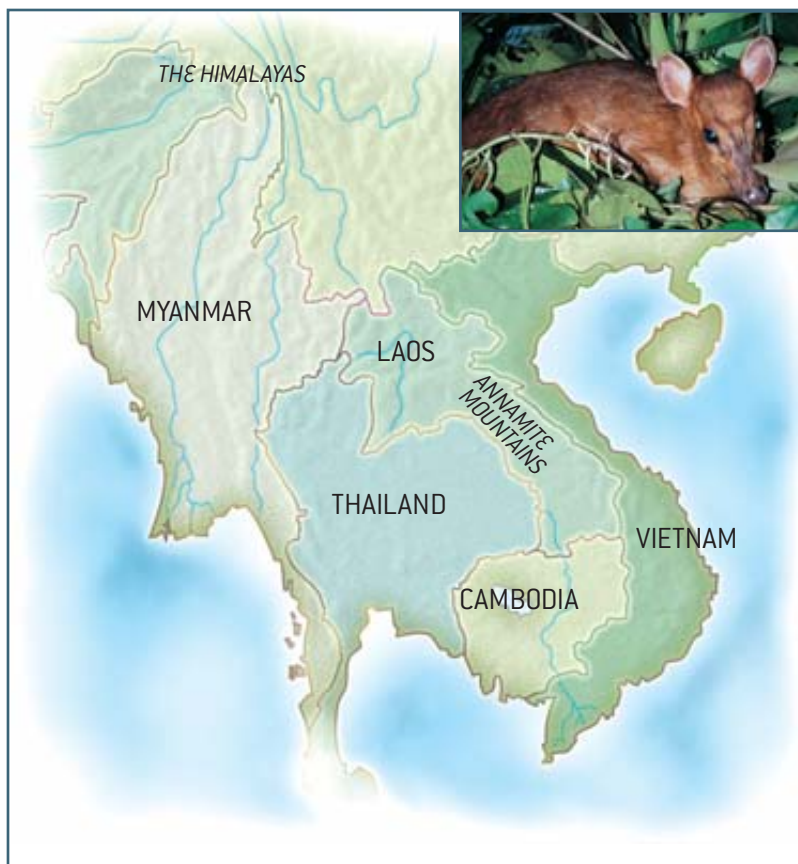 THE HIMALAYAS
MYANMAR
LAOS
ANNAMITE
MOUNTAINS
THAILAND
VIETNAM
CAMBODIA